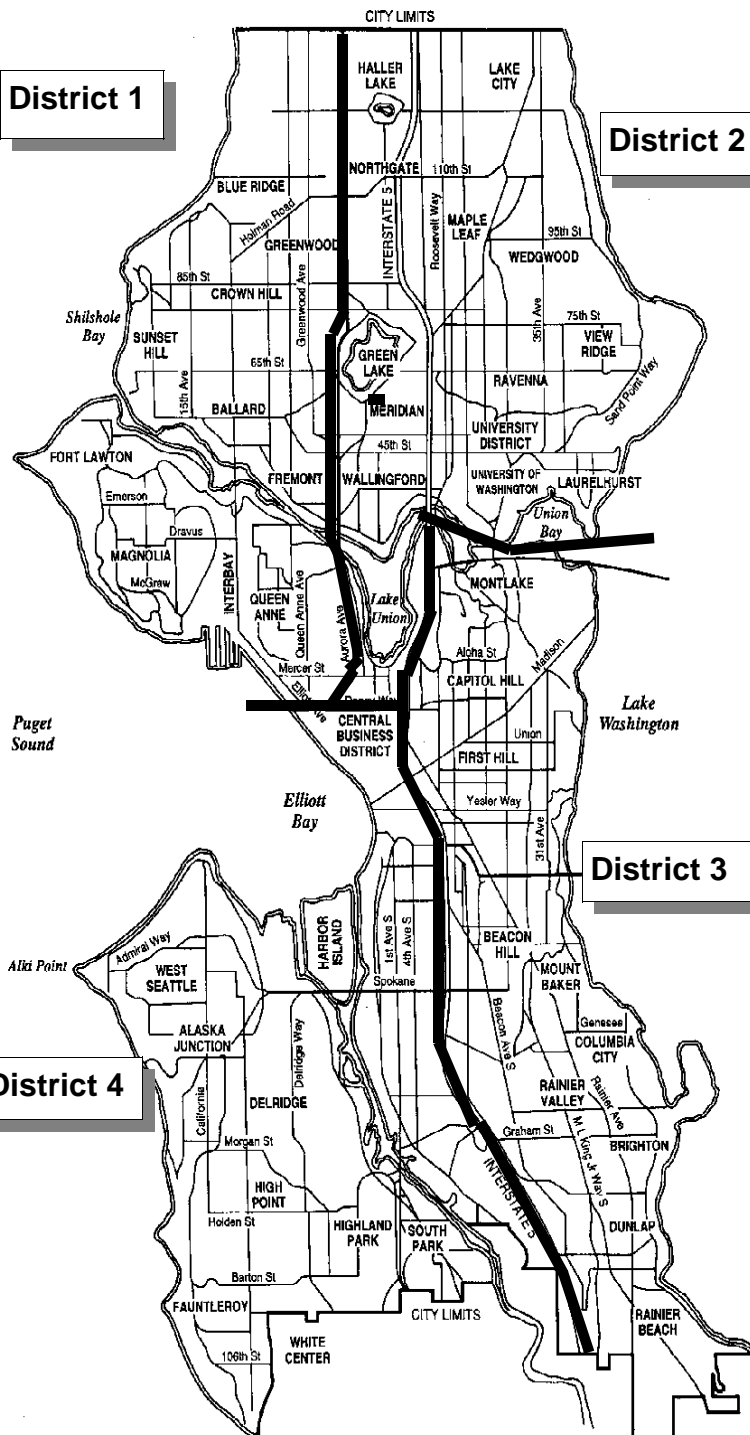 CITY LIMITS
District 1
HALLER
LAKE
LAKE
CITY
District 2
NORTHGATE
110th St
BLUE RIDGE
Holman Road
INTERSTATE 5
Roosevelt Way
MAPLE
LEAF
95th St
GREENWOOD
WEDGWOOD
85th St
CROWN HILL
Greenwood Ave
35th Ave
Shilshole
Bay
SUNSET
HILL
75th St
VIEW
RIDGE
GREEN
LAKE
65th St
15th Ave
RAVENNA
Sand Point Way
BALLARD
MERIDIAN
UNIVERSITY
DISTRICT
45th St
FORT LAWTON
FREMONT
WALLINGFORD
UNIVERSITY OF
WASHINGTON
LAURELHURST
Emerson
Union
Bay
Dravus
MAGNOLIA
McGraw
INTERBAY
QUEEN
ANNE
Queen Anne Ave
Aurora Ave
Lake
Union
MONTLAKE
Madison
Aloha St
Mercer St
CAPITOL HILL
Elliott Ave
Denny Way
CENTRAL
BUSINESS
DISTRICT
Lake
Washington
Puget
Sound
Union
FIRST HILL
Elliott
Bay
Yesler Way
31st Ave
District 3
HARBOR
ISLAND
1st Ave S
4th Ave S
BEACON
HILL
Admiral Way
Alki Point
WEST
SEATTLE
MOUNT
BAKER
Spokane
ALASKA
JUNCTION
Delridge Way
Beacon Ave S
Genesee
COLUMBIA
CITY
District 4
California
DELRIDGE
RAINIER
VALLEY
Rainier Ave
Graham St
M L King Jr Way S
BRIGHTON
Morgan St
INTERSTATE 5
HIGH
POINT
Holden St
HIGHLAND
PARK
SOUTH
PARK
DUNLAP
Barton St
FAUNTLEROY
CITY LIMITS
RAINIER
BEACH
WHITE
CENTER
106th St